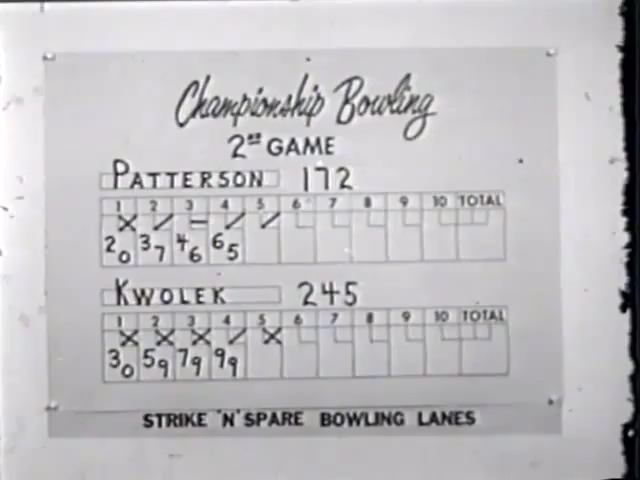 Championship Bowling
2ND GAME
PATTERSON 172
1 2 3 4 5 6 7 8 9 10 TOTAL
X / – / /
20 37 46 65
KWOLEK 245
1 2 3 4 5 6 7 8 9 10 TOTAL
X X X / X
30 59 79 99
STRIKE 'N' SPARE BOWLING LANES